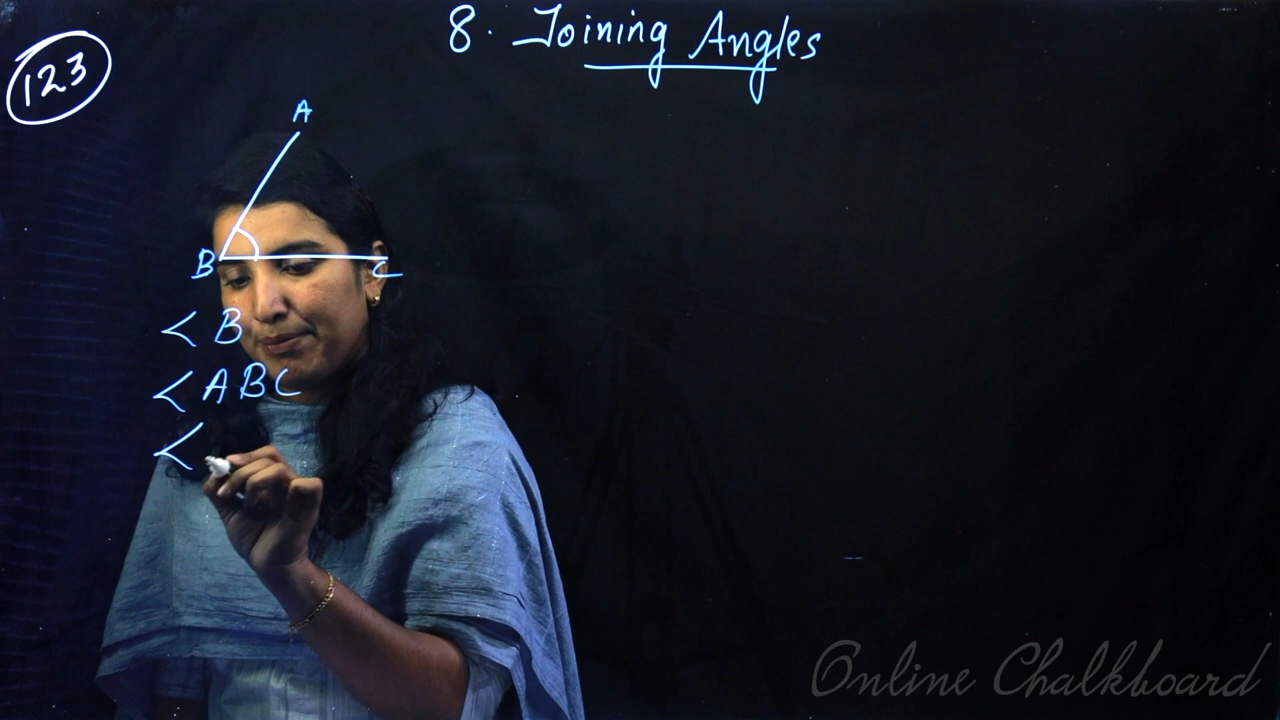 8. Joining Angles
123
A
B C
< B
< ABC
<
Online Chalkboard